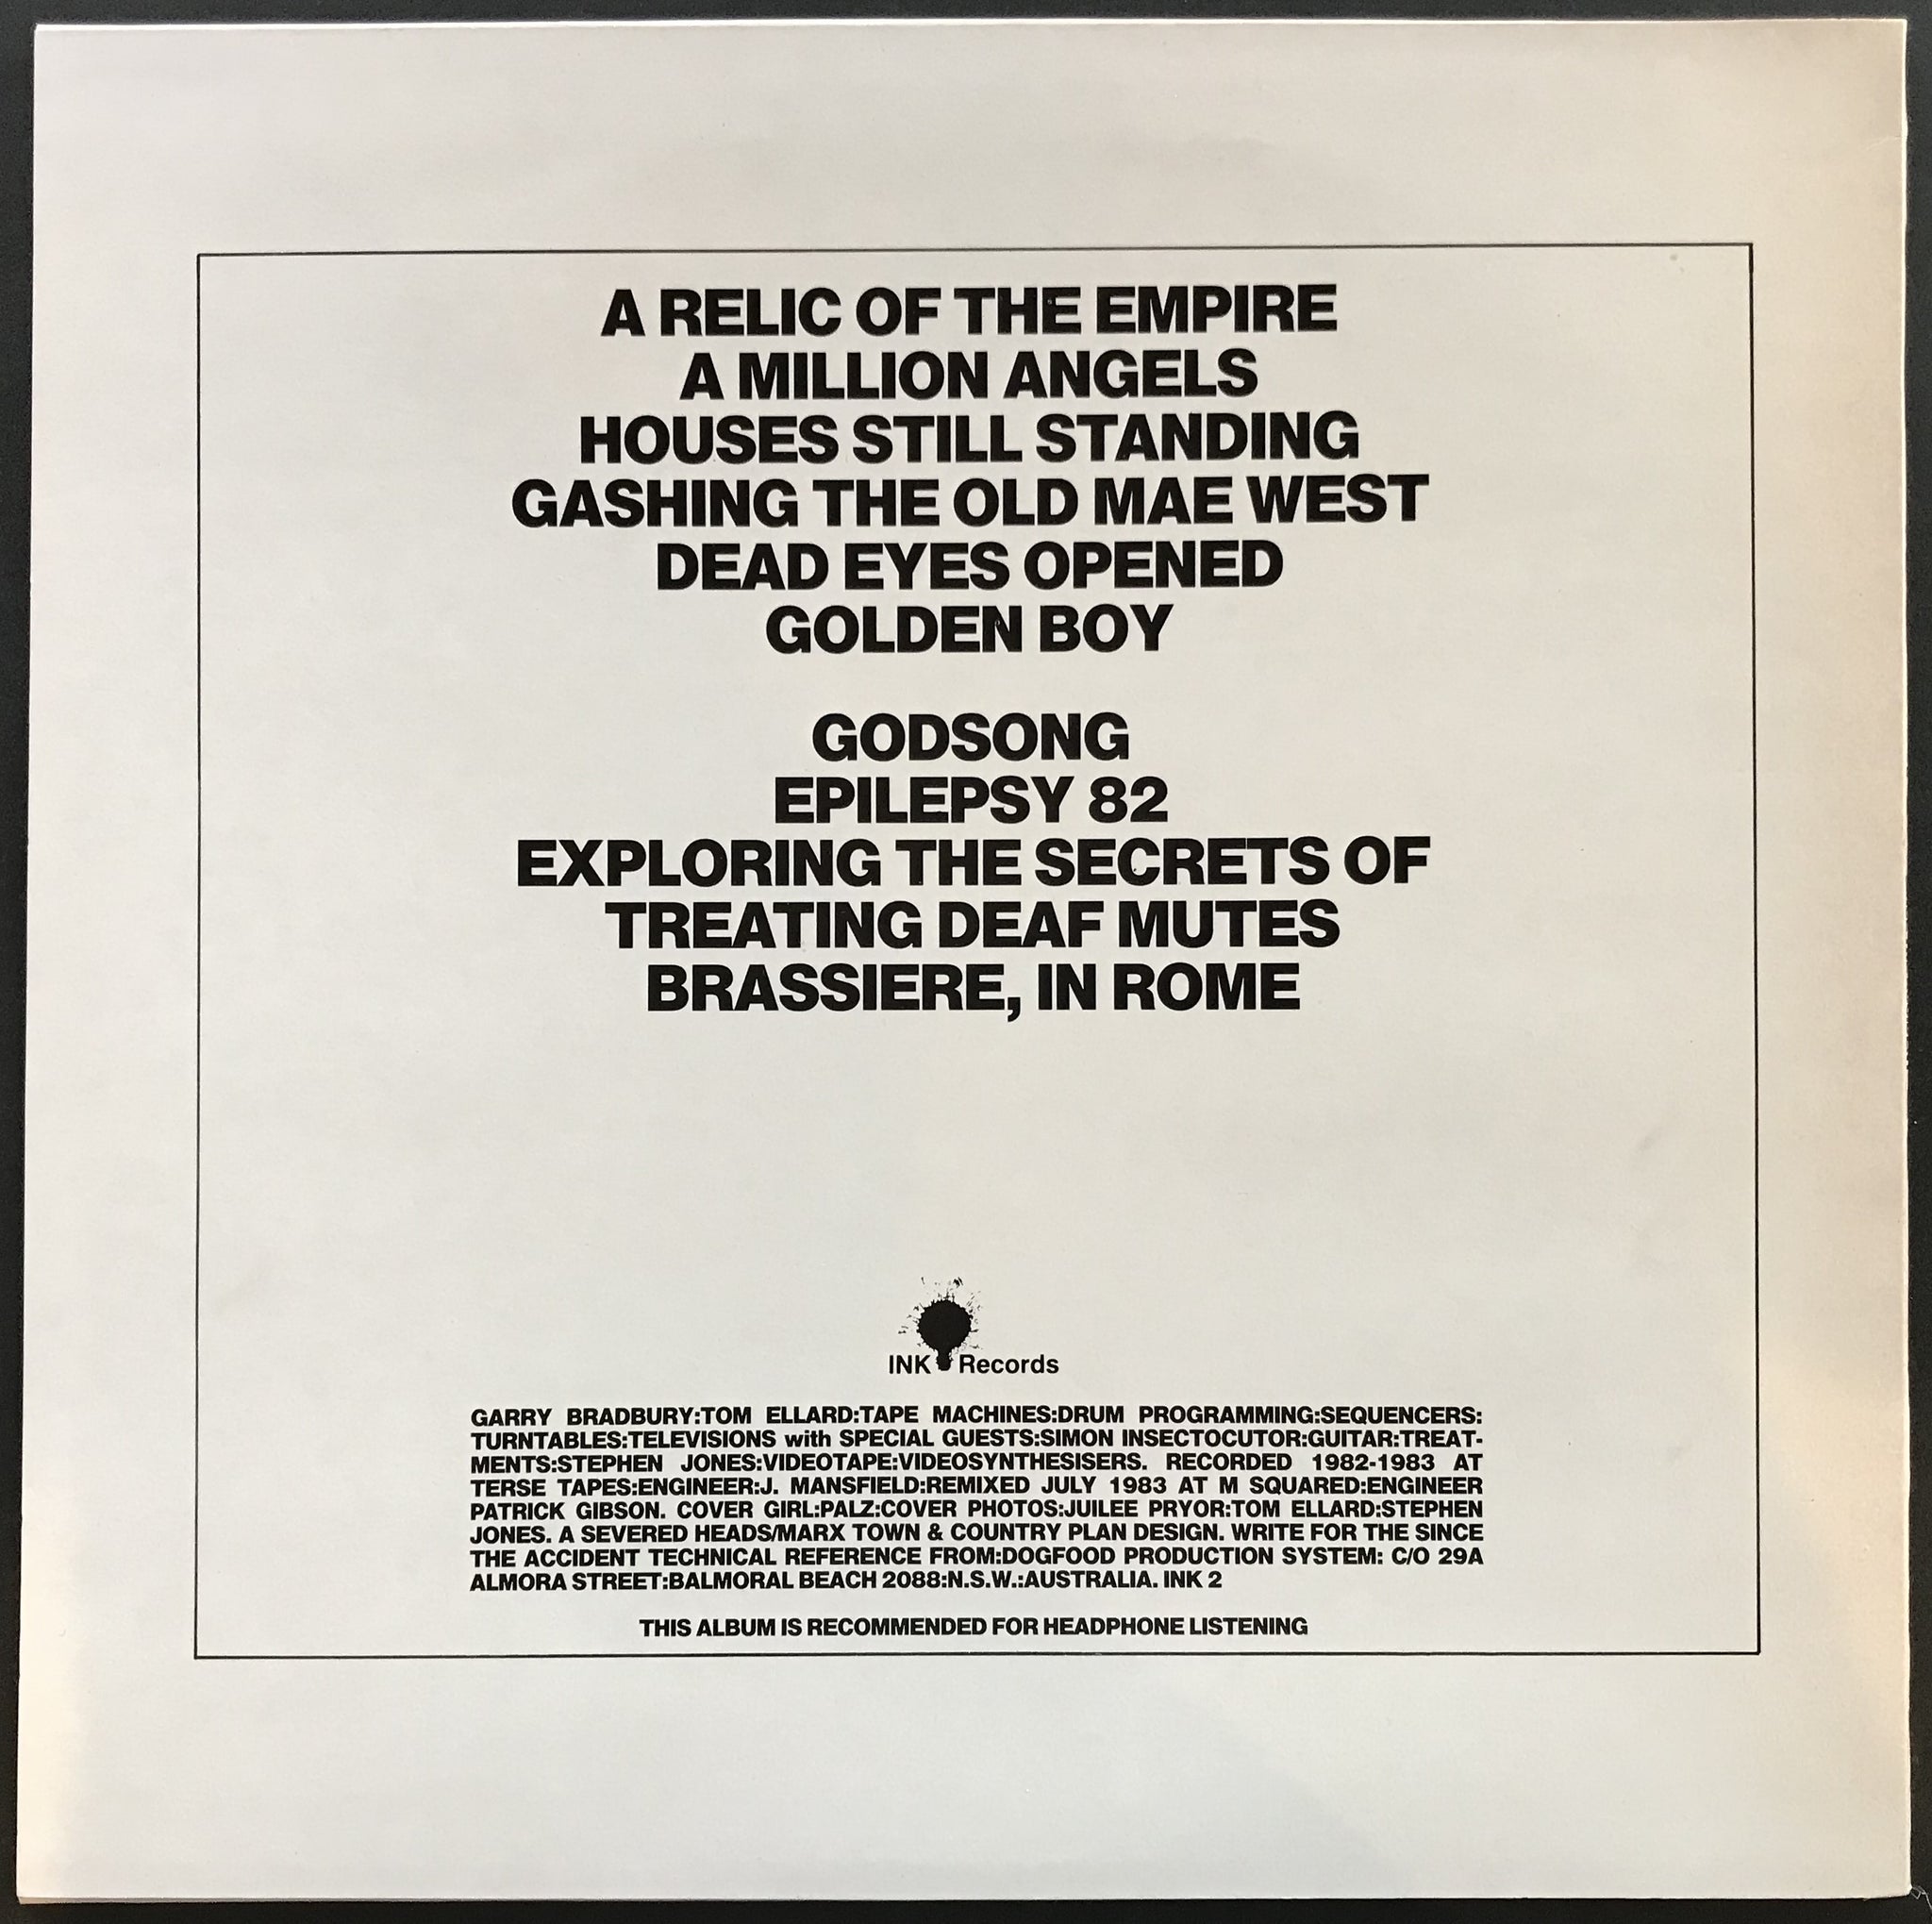 A RELIC OF THE EMPIRE
A MILLION ANGELS
HOUSES STILL STANDING
GASHING THE OLD MAE WEST
DEAD EYES OPENED
GOLDEN BOY
GODSONG
EPILEPSY 82
EXPLORING THE SECRETS OF
TREATING DEAF MUTES
BRASSIERE, IN ROME
INK Records
GARRY BRADBURY:TOM ELLARD:TAPE MACHINES:DRUM PROGRAMMING:SEQUENCERS:
TURNTABLES:TELEVISIONS with SPECIAL GUESTS:SIMON INSECTOCUTOR:GUITAR:TREAT-
MENTS:STEPHEN JONES:VIDEOTAPE:VIDEOSYNTHESISERS. RECORDED 1982-1983 AT
TERSE TAPES:ENGINEER:J. MANSFIELD:REMIXED JULY 1983 AT M SQUARED:ENGINEER
PATRICK GIBSON. COVER GIRL:PALZ:COVER PHOTOS:JUILEE PRYOR:TOM ELLARD:STEPHEN
JONES. A SEVERED HEADS/MARX TOWN & COUNTRY PLAN DESIGN. WRITE FOR THE SINCE
THE ACCIDENT TECHNICAL REFERENCE FROM:DOGFOOD PRODUCTION SYSTEM: C/O 29A
ALMORA STREET:BALMORAL BEACH 2088:N.S.W.:AUSTRALIA. INK 2
THIS ALBUM IS RECOMMENDED FOR HEADPHONE LISTENING